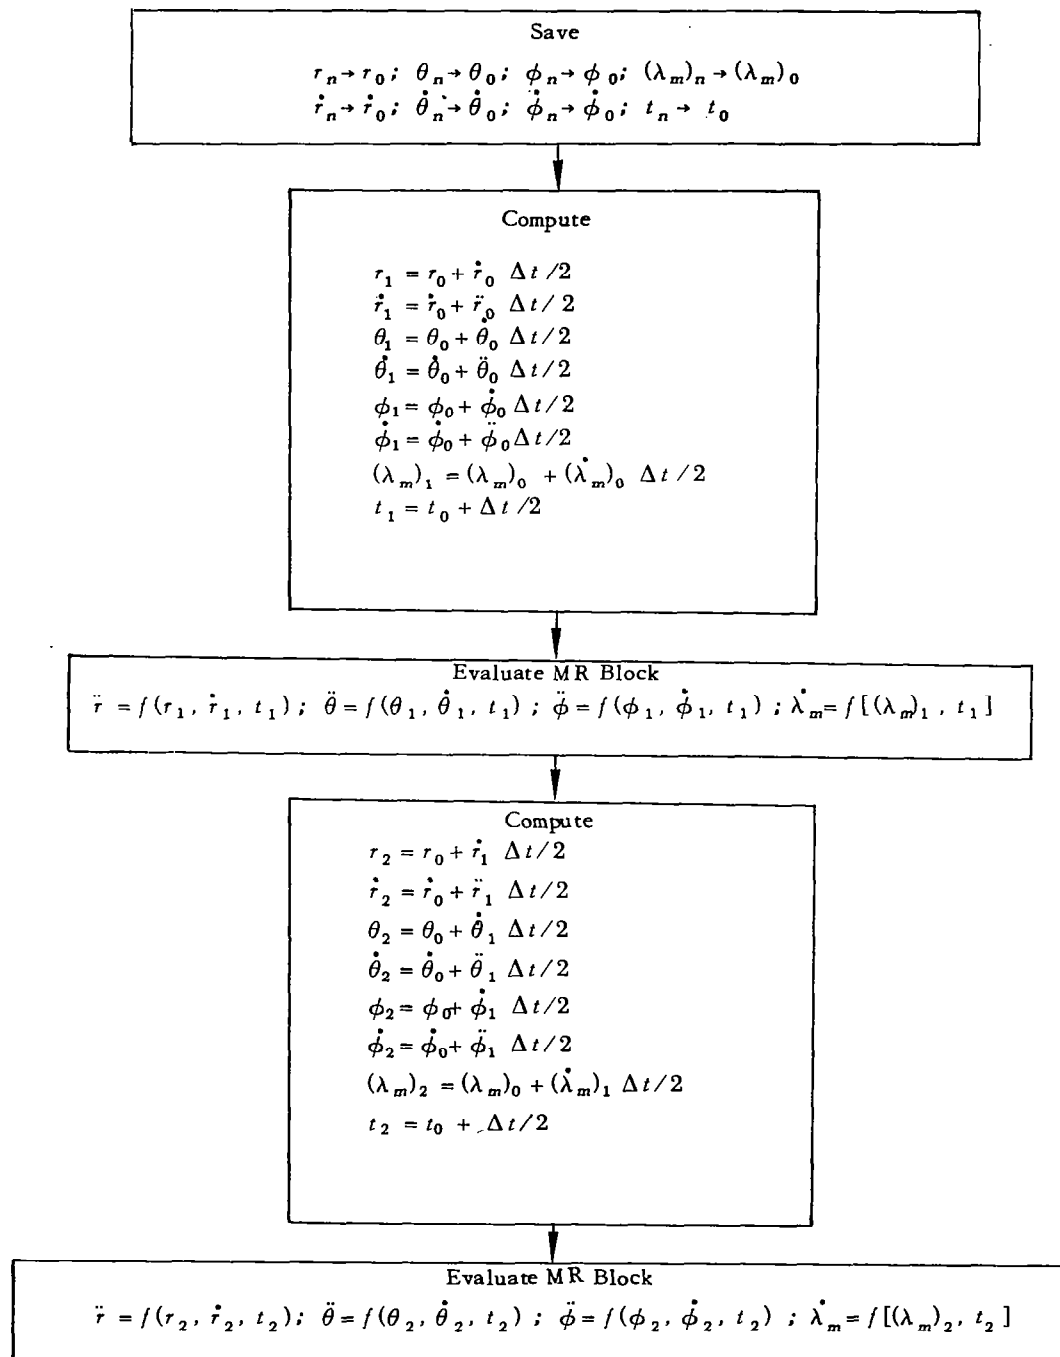 Save
r_n → r_0 ; θ_n → θ_0 ; ϕ_n → ϕ_0 ; (λ_m)_n → (λ_m)_0
ṙ_n → ṙ_0 ; θ̇_n → θ̇_0 ; ϕ̇_n → ϕ̇_0 ; t_n → t_0
Compute
r_1 = r_0 + ṙ_0 Δt/2
ṙ_1 = ṙ_0 + r̈_0 Δt/2
θ_1 = θ_0 + θ̇_0 Δt/2
θ̇_1 = θ̇_0 + θ̈_0 Δt/2
ϕ_1 = ϕ_0 + ϕ̇_0 Δt/2
ϕ̇_1 = ϕ̇_0 + ϕ̈_0 Δt/2
(λ_m)_1 = (λ_m)_0 + (λ̇_m)_0 Δt/2
t_1 = t_0 + Δt/2
Evaluate MR Block
r̈ = f(r_1, ṙ_1, t_1) ; θ̈ = f(θ_1, θ̇_1, t_1) ; ϕ̈ = f(ϕ_1, ϕ̇_1, t_1) ; λ̇_m = f[(λ_m)_1, t_1]
Compute
r_2 = r_0 + ṙ_1 Δt/2
ṙ_2 = ṙ_0 + r̈_1 Δt/2
θ_2 = θ_0 + θ̇_1 Δt/2
θ̇_2 = θ̇_0 + θ̈_1 Δt/2
ϕ_2 = ϕ_0 + ϕ̇_1 Δt/2
ϕ̇_2 = ϕ̇_0 + ϕ̈_1 Δt/2
(λ_m)_2 = (λ_m)_0 + (λ̇_m)_1 Δt/2
t_2 = t_0 + Δt/2
Evaluate MR Block
r̈ = f(r_2, ṙ_2, t_2) ; θ̈ = f(θ_2, θ̇_2, t_2) ; ϕ̈ = f(ϕ_2, ϕ̇_2, t_2) ; λ̇_m = f[(λ_m)_2, t_2]